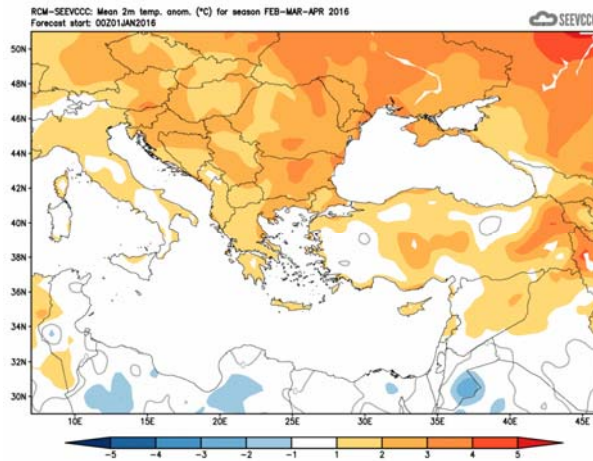 RCM-SEEVCCC: Mean 2m temp. anom. (°C) for season FEB-MAR-APR 2016
Forecast start: 00Z01JAN2016
SEEVCCC
50N
48N
46N
44N
42N
40N
38N
36N
34N
32N
30N
10E 15E 20E 25E 30E 35E 40E 45E
-5 -4 -3 -2 -1 1 2 3 4 5